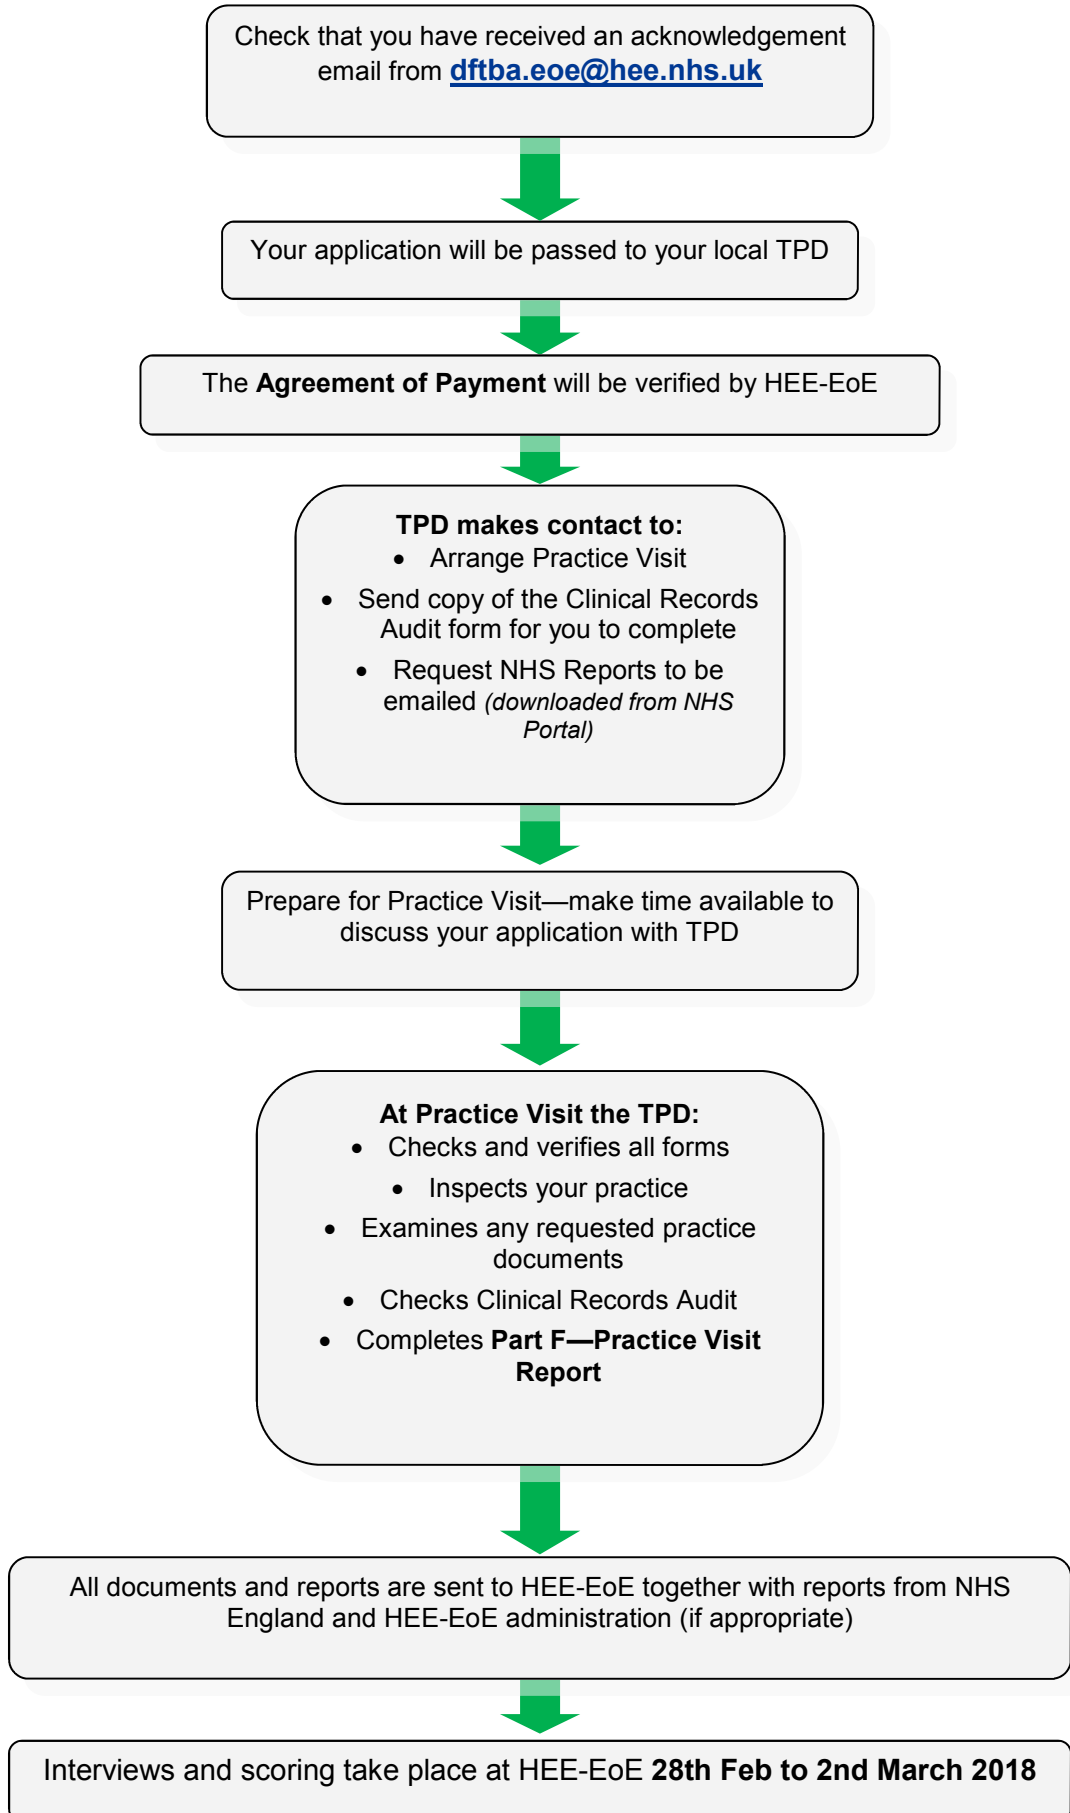 Check that you have received an acknowledgement
email from dftba.eoe@hee.nhs.uk
Your application will be passed to your local TPD
The Agreement of Payment will be verified by HEE-EoE
TPD makes contact to:
• Arrange Practice Visit
• Send copy of the Clinical Records
Audit form for you to complete
• Request NHS Reports to be
emailed (downloaded from NHS
Portal)
Prepare for Practice Visit—make time available to
discuss your application with TPD
At Practice Visit the TPD:
• Checks and verifies all forms
• Inspects your practice
• Examines any requested practice
documents
• Checks Clinical Records Audit
• Completes Part F—Practice Visit
Report
All documents and reports are sent to HEE-EoE together with reports from NHS
England and HEE-EoE administration (if appropriate)
Interviews and scoring take place at HEE-EoE 28th Feb to 2nd March 2018